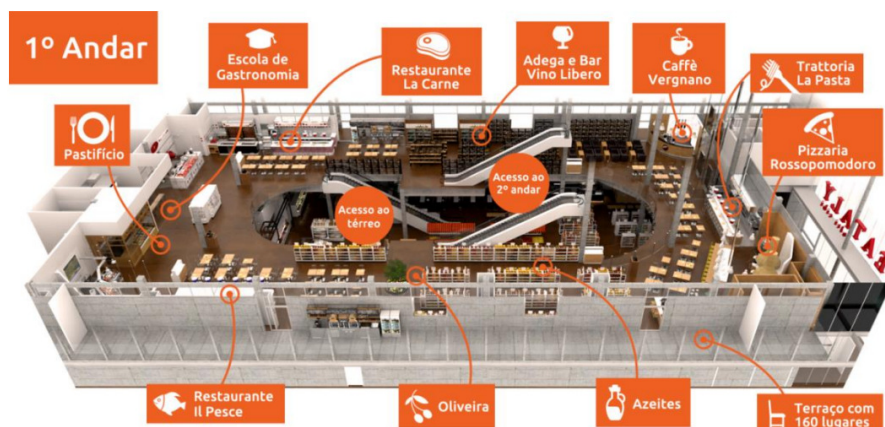 1º Andar
Escola de
Gastronomia
Restaurante
La Carne
Adega e Bar
Vino Libero
Caffè
Vergnano
Trattoria
La Pasta
Pastifício
Pizzaria
Rossopomodoro
Acesso ao
térreo
Acesso ao
2º andar
EATALY
Restaurante
Il Pesce
Oliveira
Azeites
Terraço com
160 lugares